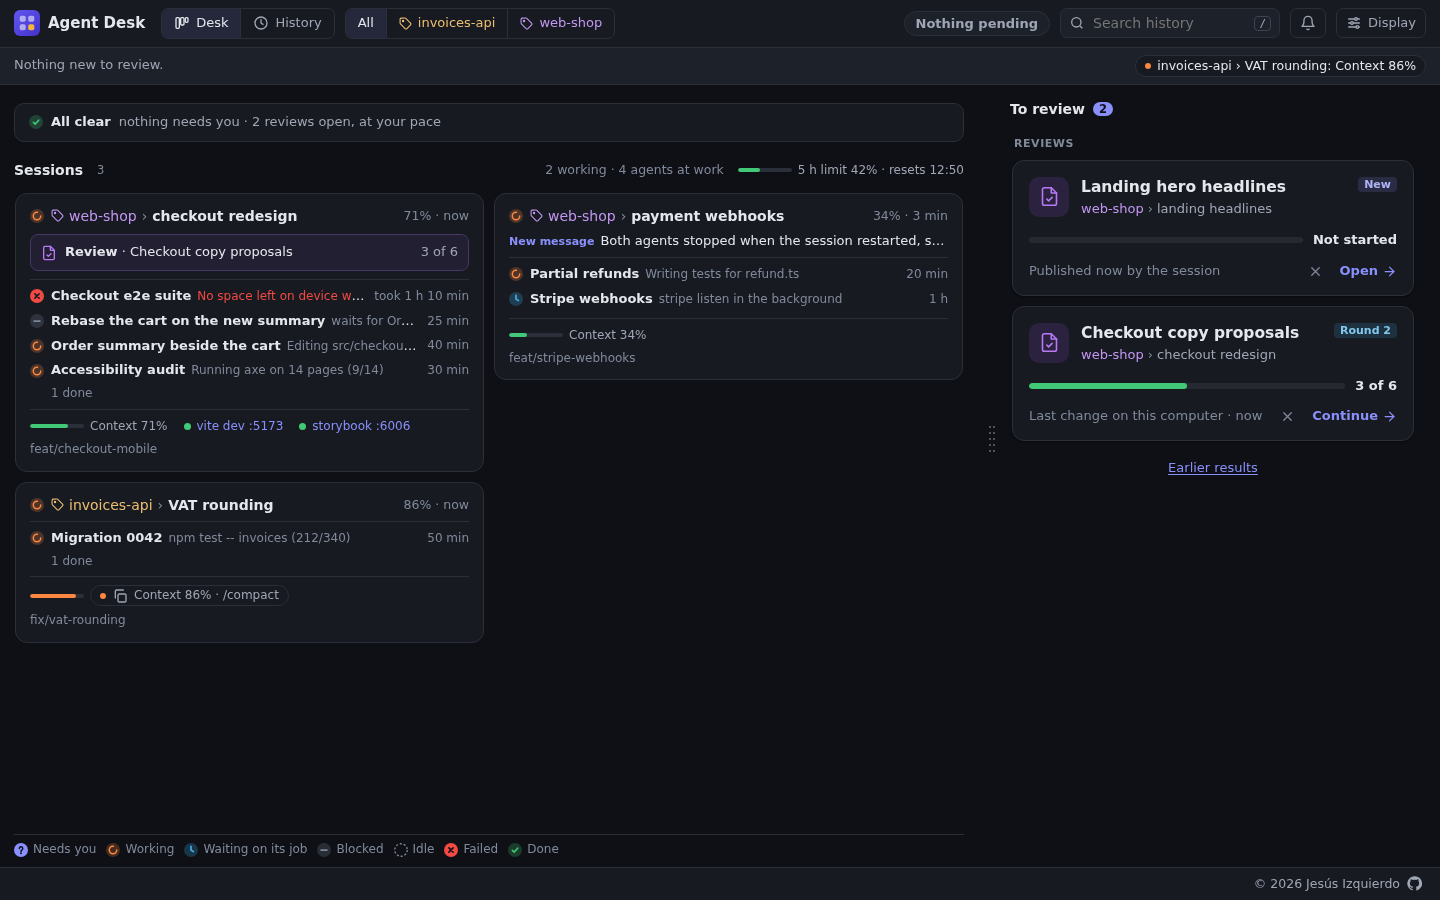 Agent Desk Desk History All invoices-api web-shop Nothing pending Search history / Display
Nothing new to review. invoices-api › VAT rounding: Context 86%
All clear nothing needs you · 2 reviews open, at your pace
Sessions 3 2 working · 4 agents at work 5 h limit 42% · resets 12:50
web-shop › checkout redesign 71% · now
Review · Checkout copy proposals 3 of 6
Checkout e2e suite No space left on device w… took 1 h 10 min
Rebase the cart on the new summary waits for Or… 25 min
Order summary beside the cart Editing src/checkou… 40 min
Accessibility audit Running axe on 14 pages (9/14) 30 min
1 done
Context 71% vite dev :5173 storybook :6006
feat/checkout-mobile
web-shop › payment webhooks 34% · 3 min
New message Both agents stopped when the session restarted, s…
Partial refunds Writing tests for refund.ts 20 min
Stripe webhooks stripe listen in the background 1 h
Context 34%
feat/stripe-webhooks
invoices-api › VAT rounding 86% · now
Migration 0042 npm test -- invoices (212/340) 50 min
1 done
Context 86% · /compact
fix/vat-rounding
To review 2
REVIEWS
Landing hero headlines New
web-shop › landing headlines
Not started
Published now by the session Open
Checkout copy proposals Round 2
web-shop › checkout redesign
3 of 6
Last change on this computer · now Continue
Earlier results
? Needs you Working Waiting on its job Blocked Idle Failed Done
© 2026 Jesús Izquierdo